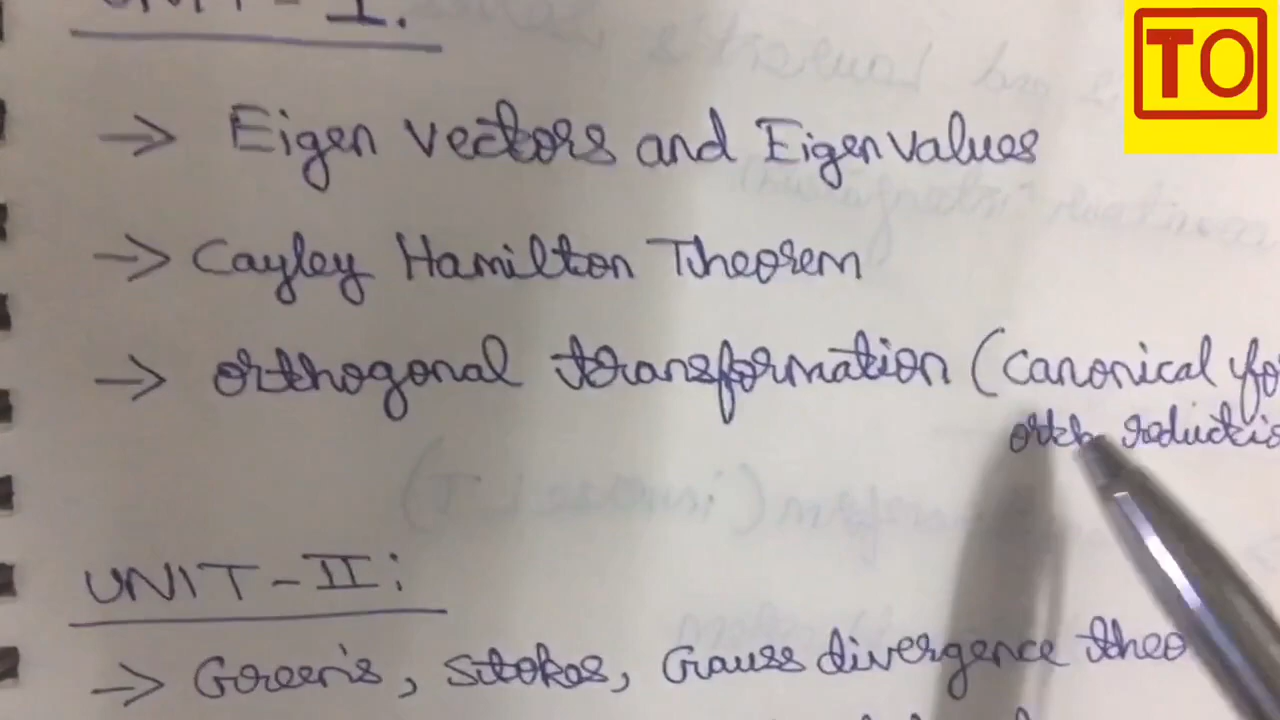 UNIT - I.
TO
→ Eigen vectors and Eigen values
→ Cayley Hamilton Theorem
→ orthogonal transformation (canonical fo
orth reductio
UNIT - II:
→ Green's, Stokes, Gauss divergence theo